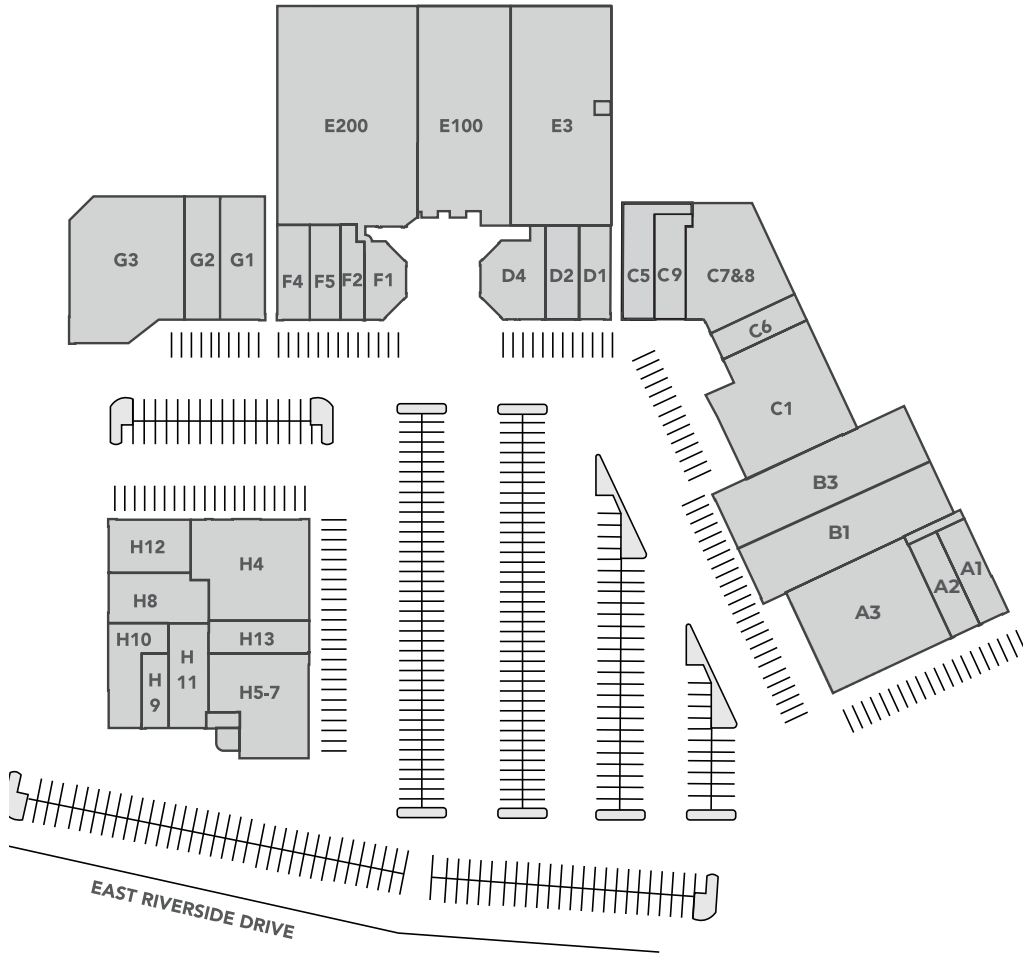 E200
E100
E3
G3
G2
G1
F4
F5
F2
F1
D4
D2
D1
C5
C9
C7&8
C6
C1
B3
B1
A3
A2
A1
H12
H4
H8
H10
H
11
H13
H
9
H5-7
EAST RIVERSIDE DRIVE